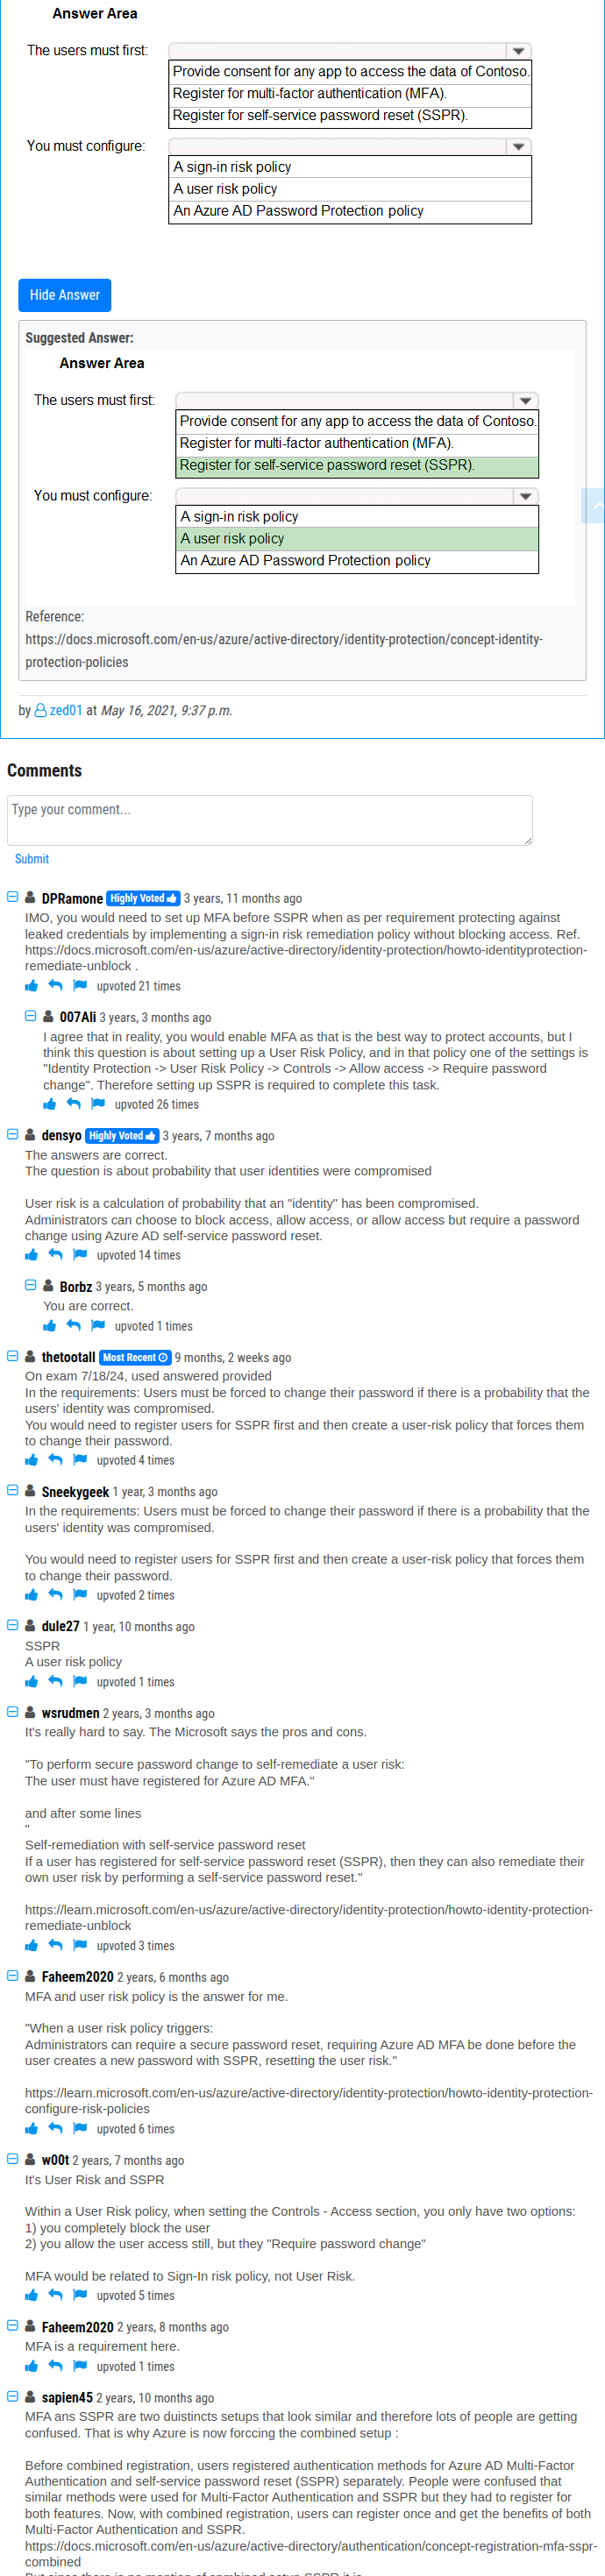 Answer Area
The users must first:
Provide consent for any app to access the data of Contoso.
Register for multi-factor authentication (MFA).
Register for self-service password reset (SSPR).
You must configure:
A sign-in risk policy
A user risk policy
An Azure AD Password Protection policy
Hide Answer
Suggested Answer:
Answer Area
The users must first:
Provide consent for any app to access the data of Contoso.
Register for multi-factor authentication (MFA).
Register for self-service password reset (SSPR).
You must configure:
A sign-in risk policy
A user risk policy
An Azure AD Password Protection policy
Reference:
https://docs.microsoft.com/en-us/azure/active-directory/identity-protection/concept-identity-
protection-policies
by zed01 at May 16, 2021, 9:37 p.m.
Comments
Type your comment...
Submit
DPRamone Highly Voted 3 years, 11 months ago
IMO, you would need to set up MFA before SSPR when as per requirement protecting against
leaked credentials by implementing a sign-in risk remediation policy without blocking access. Ref.
https://docs.microsoft.com/en-us/azure/active-directory/identity-protection/howto-identityprotection-
remediate-unblock .
upvoted 21 times
007Ali 3 years, 3 months ago
I agree that in reality, you would enable MFA as that is the best way to protect accounts, but I
think this question is about setting up a User Risk Policy, and in that policy one of the settings is
"Identity Protection -> User Risk Policy -> Controls -> Allow access -> Require password
change". Therefore setting up SSPR is required to complete this task.
upvoted 26 times
densyo Highly Voted 3 years, 7 months ago
The answers are correct.
The question is about probability that user identities were compromised
User risk is a calculation of probability that an "identity" has been compromised.
Administrators can choose to block access, allow access, or allow access but require a password
change using Azure AD self-service password reset.
upvoted 14 times
Borbz 3 years, 5 months ago
You are correct.
upvoted 1 times
thetootall Most Recent 9 months, 2 weeks ago
On exam 7/18/24, used answered provided
In the requirements: Users must be forced to change their password if there is a probability that the
users' identity was compromised.
You would need to register users for SSPR first and then create a user-risk policy that forces them
to change their password.
upvoted 4 times
Sneekygeek 1 year, 3 months ago
In the requirements: Users must be forced to change their password if there is a probability that the
users' identity was compromised.
You would need to register users for SSPR first and then create a user-risk policy that forces them
to change their password.
upvoted 2 times
dule27 1 year, 10 months ago
SSPR
A user risk policy
upvoted 1 times
wsrudmen 2 years, 3 months ago
It's really hard to say. The Microsoft says the pros and cons.
"To perform secure password change to self-remediate a user risk:
The user must have registered for Azure AD MFA."
and after some lines
"
Self-remediation with self-service password reset
If a user has registered for self-service password reset (SSPR), then they can also remediate their
own user risk by performing a self-service password reset."
https://learn.microsoft.com/en-us/azure/active-directory/identity-protection/howto-identity-protection-
remediate-unblock
upvoted 3 times
Faheem2020 2 years, 6 months ago
MFA and user risk policy is the answer for me.
"When a user risk policy triggers:
Administrators can require a secure password reset, requiring Azure AD MFA be done before the
user creates a new password with SSPR, resetting the user risk."
https://learn.microsoft.com/en-us/azure/active-directory/identity-protection/howto-identity-protection-
configure-risk-policies
upvoted 6 times
w00t 2 years, 7 months ago
It's User Risk and SSPR
Within a User Risk policy, when setting the Controls - Access section, you only have two options:
1) you completely block the user
2) you allow the user access still, but they "Require password change"
MFA would be related to Sign-In risk policy, not User Risk.
upvoted 5 times
Faheem2020 2 years, 8 months ago
MFA is a requirement here.
upvoted 1 times
sapien45 2 years, 10 months ago
MFA ans SSPR are two duistincts setups that look similar and therefore lots of people are getting
confused. That is why Azure is now forccing the combined setup :
Before combined registration, users registered authentication methods for Azure AD Multi-Factor
Authentication and self-service password reset (SSPR) separately. People were confused that
similar methods were used for Multi-Factor Authentication and SSPR but they had to register for
both features. Now, with combined registration, users can register once and get the benefits of both
Multi-Factor Authentication and SSPR.
https://docs.microsoft.com/en-us/azure/active-directory/authentication/concept-registration-mfa-sspr-
combined